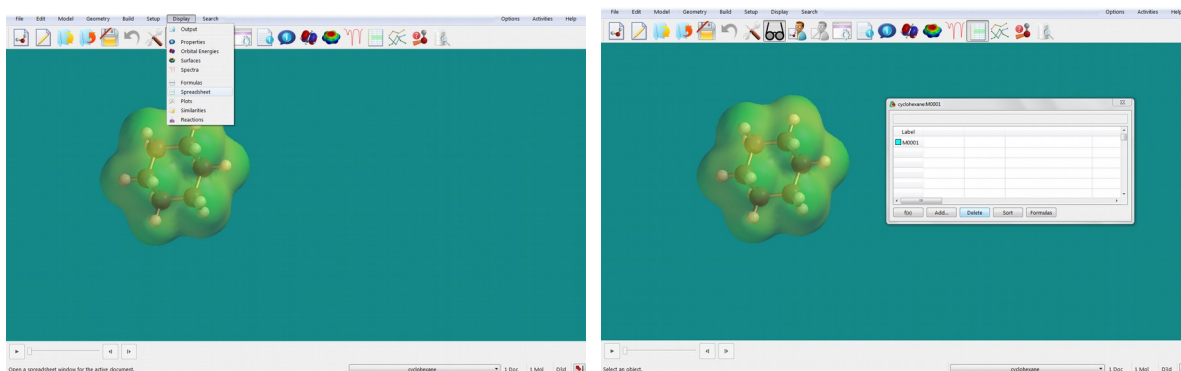 File Edit Model Geometry Build Setup Display Search Options Activities Help
Output
Properties
Orbital Energies
Surfaces
Spectra
Formulas
Spreadsheet
Plots
Similarities
Reactions
Open a spreadsheet window for the active document.
cyclohexane 1 Doc 1 Mol D3d
File Edit Model Geometry Build Setup Display Search Options Activities Help
cyclohexane:M0001
Label
M0001
f(x) Add... Delete Sort Formulas
Select an object.
cyclohexane 1 Doc 1 Mol D3d